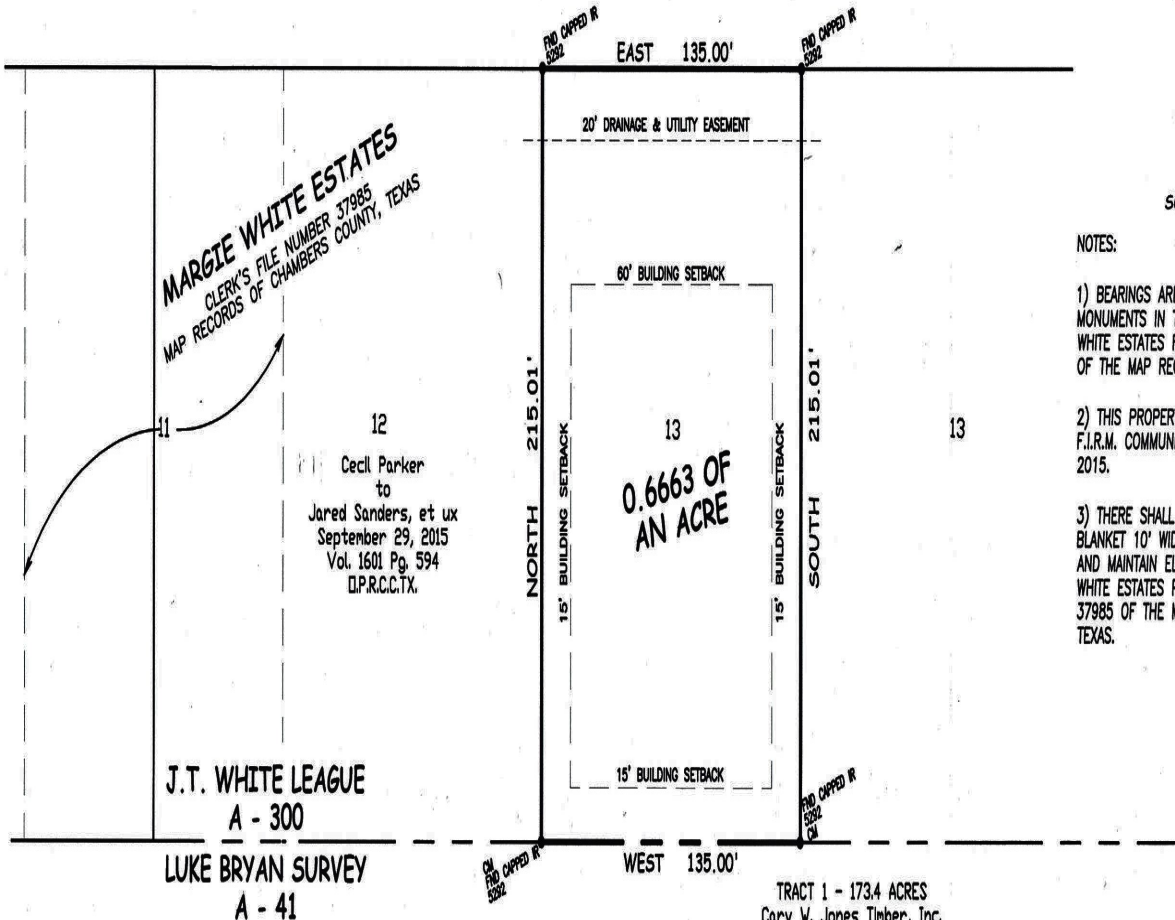 FND CAPPED IR
5292
EAST 135.00'
FND CAPPED IR
5292
20' DRAINAGE & UTILITY EASEMENT
MARGIE WHITE ESTATES
CLERK'S FILE NUMBER 37985
MAP RECORDS OF CHAMBERS COUNTY, TEXAS
60' BUILDING SETBACK
NOTES:
1) BEARINGS AR
MONUMENTS IN
WHITE ESTATES
OF THE MAP RE
2) THIS PROPER
F.I.R.M. COMMUN
2015.
3) THERE SHALL
BLANKET 10' WI
AND MAINTAIN EL
WHITE ESTATES
37985 OF THE
TEXAS.
11
12
Cecil Parker
to
Jared Sanders, et ux
September 29, 2015
Vol. 1601 Pg. 594
O.P.R.C.C.TX.
NORTH 215.01'
15' BUILDING SETBACK
13
0.6663 OF
AN ACRE
15' BUILDING SETBACK
SOUTH 215.01'
13
15' BUILDING SETBACK
J.T. WHITE LEAGUE
A - 300
LUKE BRYAN SURVEY
A - 41
CM
FND CAPPED IR
5292
WEST 135.00'
FND CAPPED IR
5292
CM
TRACT 1 - 173.4 ACRES
Cary W. Jones Timber, Inc.